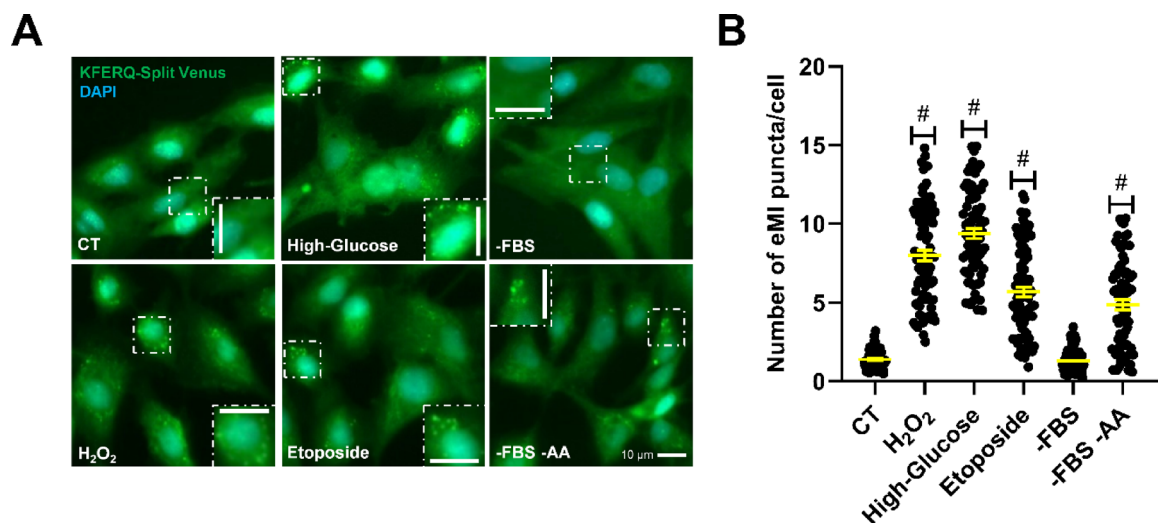 A
KFERQ-Split Venus
DAPI
CT
High-Glucose
-FBS
H₂O₂
Etoposide
-FBS -AA
10 µm
B
Number of eMI puncta/cell
20
15
10
5
0
#
#
#
#
CT
H₂O₂
High-Glucose
Etoposide
-FBS
-FBS -AA